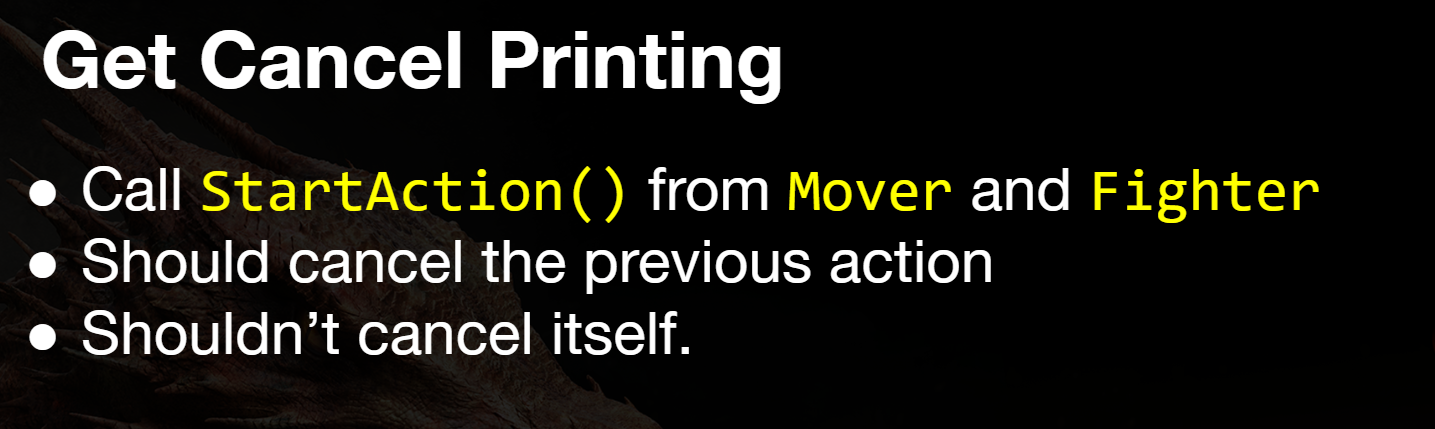 Get Cancel Printing
● Call StartAction() from Mover and Fighter
● Should cancel the previous action
● Shouldn’t cancel itself.